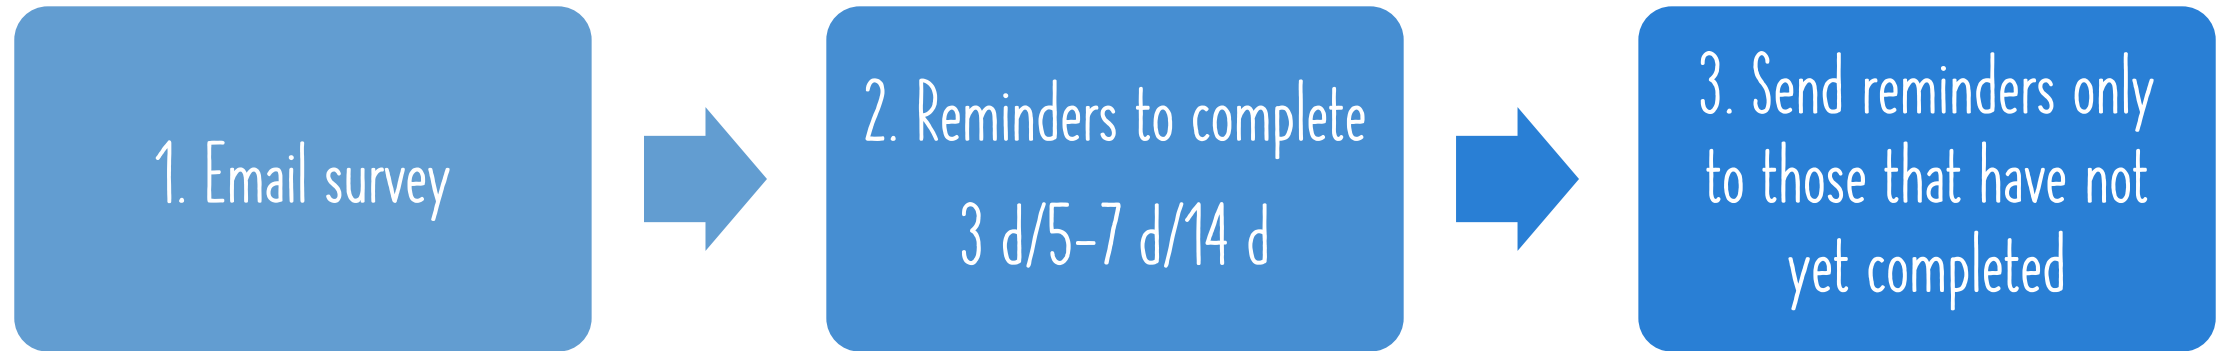 1. Email survey
2. Reminders to complete
3 d/5–7 d/14 d
3. Send reminders only
to those that have not
yet completed